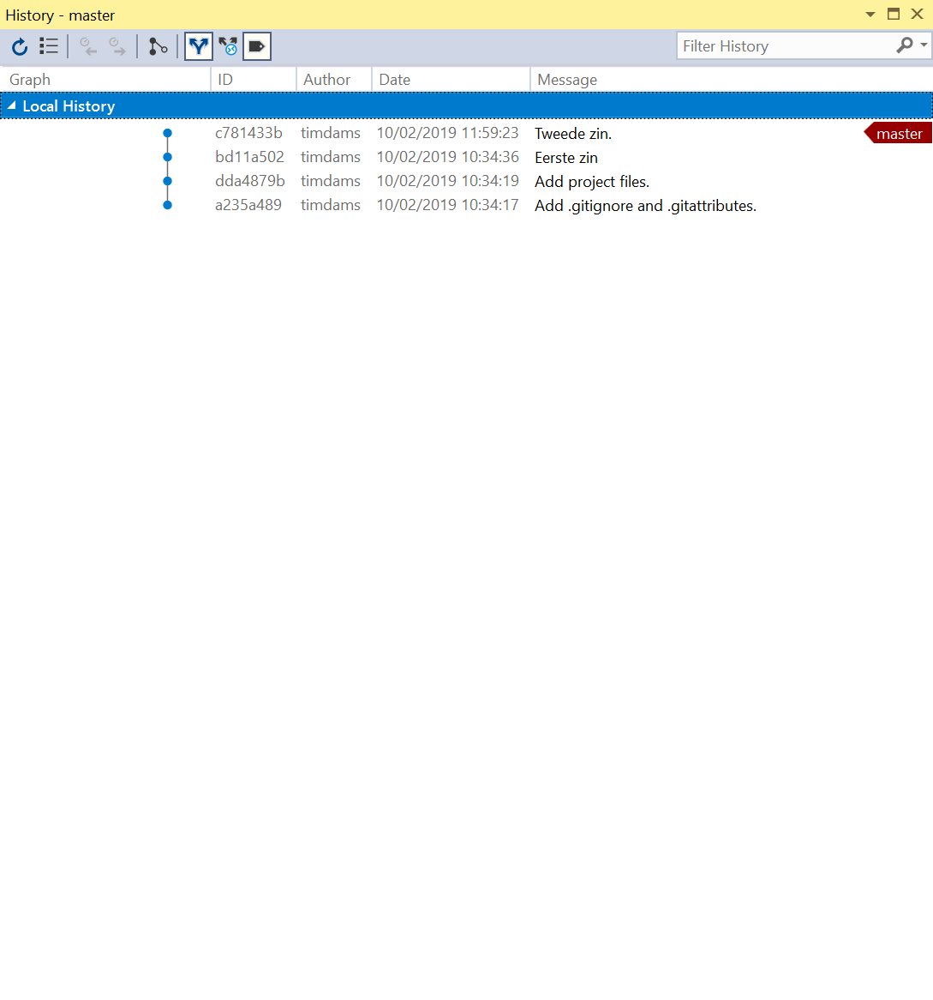 History - master
Filter History
Graph ID Author Date Message
Local History
c781433b timdams 10/02/2019 11:59:23 Tweede zin. master
bd11a502 timdams 10/02/2019 10:34:36 Eerste zin
dda4879b timdams 10/02/2019 10:34:19 Add project files.
a235a489 timdams 10/02/2019 10:34:17 Add .gitignore and .gitattributes.